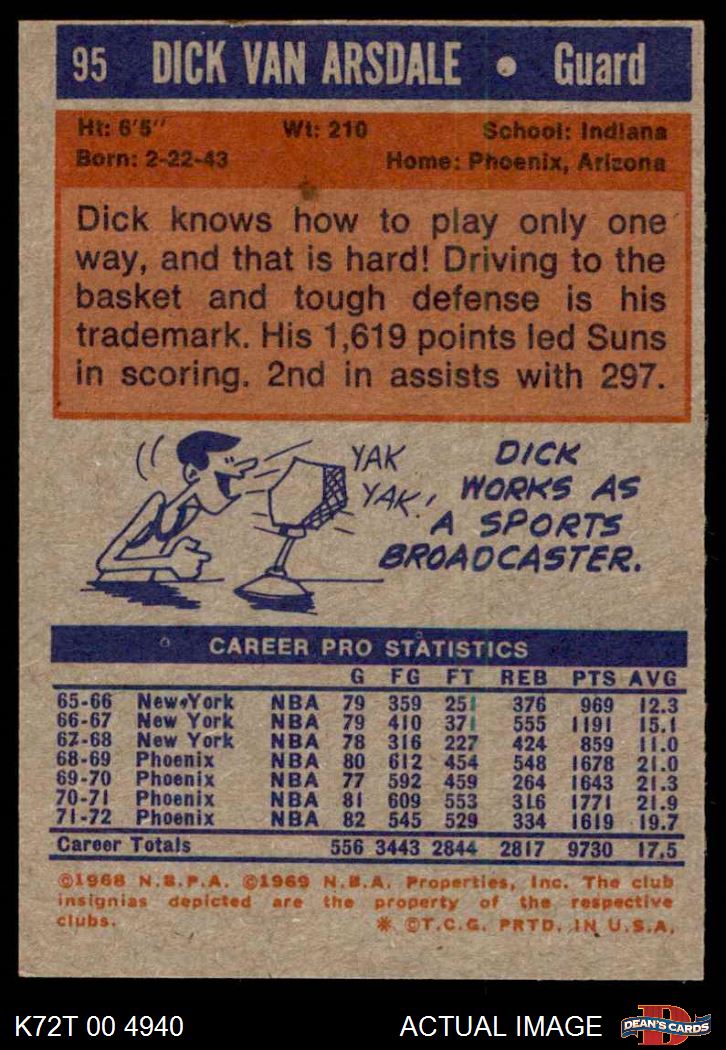 95 DICK VAN ARSDALE • Guard
Ht: 6'5" Wt: 210 School: Indiana
Born: 2-22-43 Home: Phoenix, Arizona
Dick knows how to play only one
way, and that is hard! Driving to the
basket and tough defense is his
trademark. His 1,619 points led Suns
in scoring. 2nd in assists with 297.
YAK
YAK!
DICK
WORKS AS
A SPORTS
BROADCASTER.
CAREER PRO STATISTICS
G FG FT REB PTS AVG
65-66 New York NBA 79 359 251 376 969 12.3
66-67 New York NBA 79 410 371 555 1191 15.1
67-68 New York NBA 78 316 227 424 859 11.0
68-69 Phoenix NBA 80 612 454 548 1678 21.0
69-70 Phoenix NBA 77 592 459 264 1643 21.3
70-71 Phoenix NBA 81 609 553 316 1771 21.9
71-72 Phoenix NBA 82 545 529 334 1619 19.7
Career Totals 556 3443 2844 2817 9730 17.5
©1968 N.B.P.A. ©1969 N.B.A. Properties, Inc. The club
insignias depicted are the property of the respective
clubs. * ©T.C.G. PRTD. IN U.S.A.
K72T 00 4940 ACTUAL IMAGE
D
DEAN'S CARDS